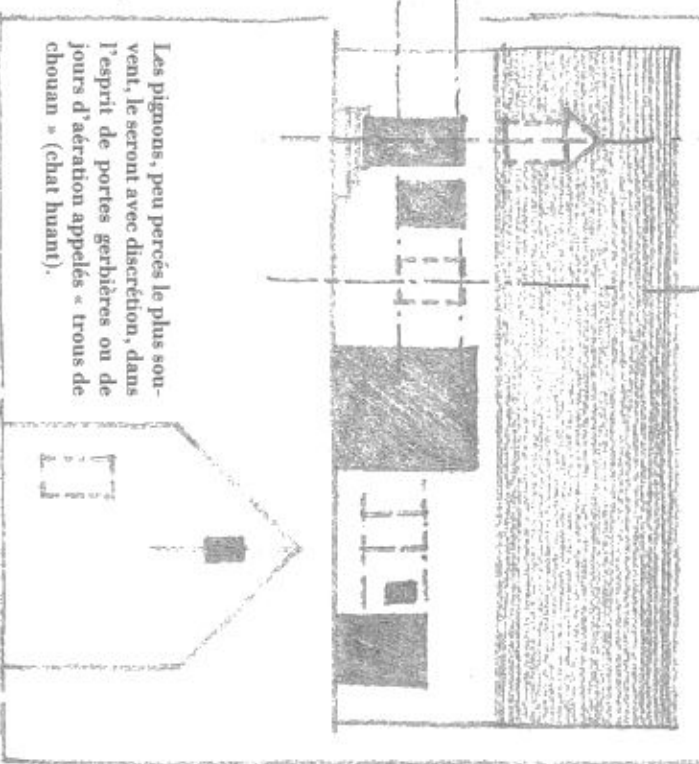 Les pignons, peu percés le plus sou-
vent, le seront avec discrétion, dans
l'esprit de portes gerbières ou de
jours d'aération appelés « trous de
chouan » (chat huant).